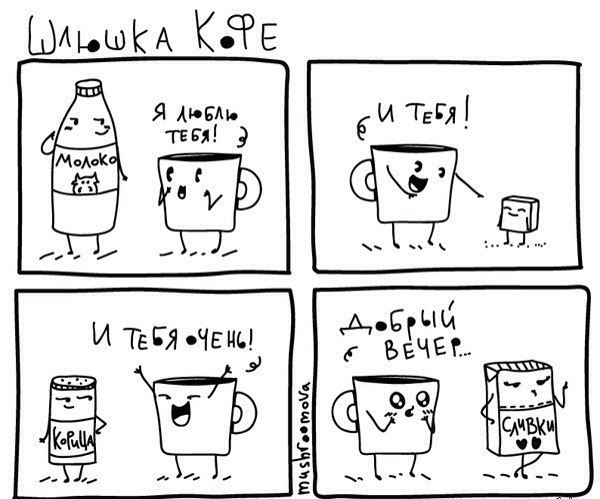 ШЛЮШКА КОФЕ
Я ЛЮБЛЮ
ТЕБЯ!
МОЛОКО
И ТЕБЯ!
И ТЕБЯ ОЧЕНЬ!
КОРИЦА
ДОБРЫЙ
ВЕЧЕР...
СЛИВКИ
mushroomova